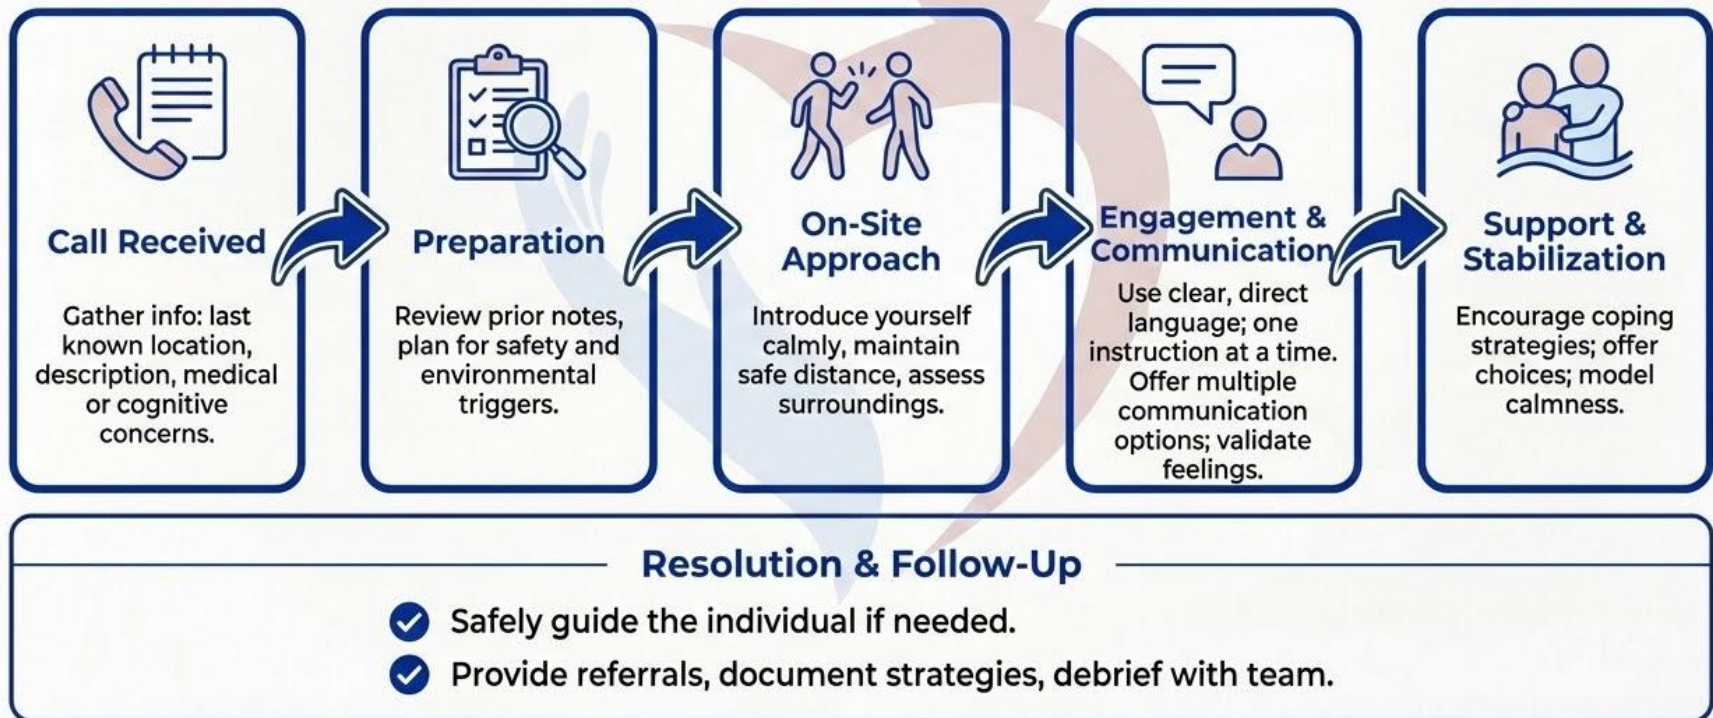 Call Received
Gather info: last
known location,
description, medical
or cognitive
concerns.
Preparation
Review prior notes,
plan for safety and
environmental
triggers.
On-Site
Approach
Introduce yourself
calmly, maintain
safe distance, assess
surroundings.
Engagement &
Communication
Use clear, direct
language; one
instruction at a time.
Offer multiple
communication
options; validate
feelings.
Support &
Stabilization
Encourage coping
strategies; offer
choices; model
calmness.
Resolution & Follow-Up
Safely guide the individual if needed.
Provide referrals, document strategies, debrief with team.